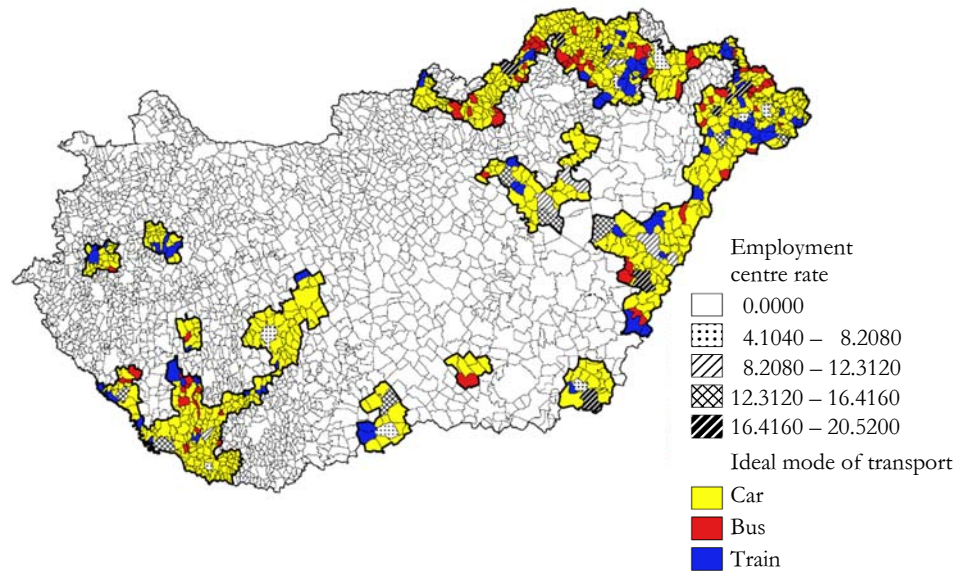 Employment
centre rate
0.0000
4.1040 – 8.2080
8.2080 – 12.3120
12.3120 – 16.4160
16.4160 – 20.5200
Ideal mode of transport
Car
Bus
Train